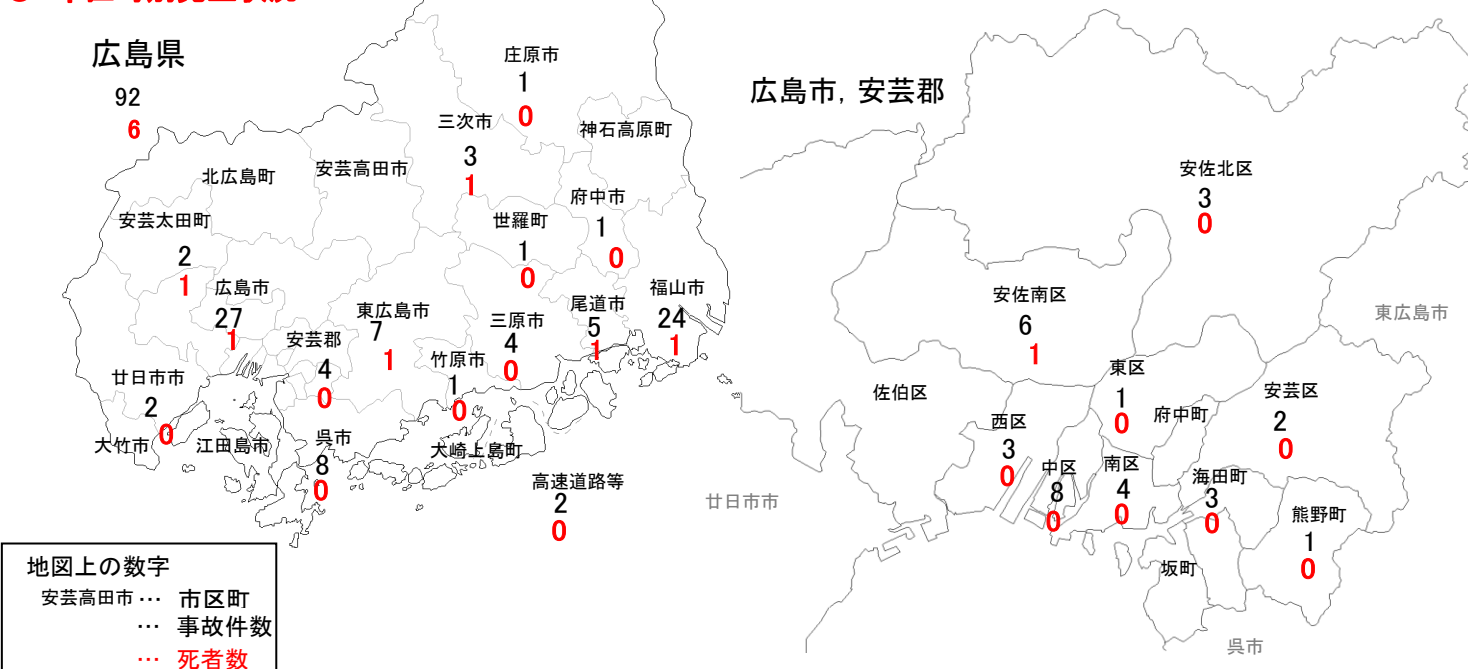 広島県
92
6
庄原市
1
0
三次市
3
1
神石高原町
北広島町
安芸高田市
府中市
1
0
安芸太田町
2
1
世羅町
1
0
広島市
27
1
東広島市
7
1
三原市
4
0
尾道市
5
1
福山市
24
1
安芸郡
4
0
竹原市
1
0
廿日市市
2
0
大竹市
江田島市
呉市
8
0
大崎上島町
高速道路等
2
0
地図上の数字
安芸高田市 … 市区町
… 事故件数
… 死者数
広島市，安芸郡
安佐北区
3
0
安佐南区
6
1
東広島市
佐伯区
東区
1
0
府中町
安芸区
2
0
西区
3
0
中区
8
0
南区
4
0
海田町
3
0
熊野町
1
0
廿日市市
坂町
呉市